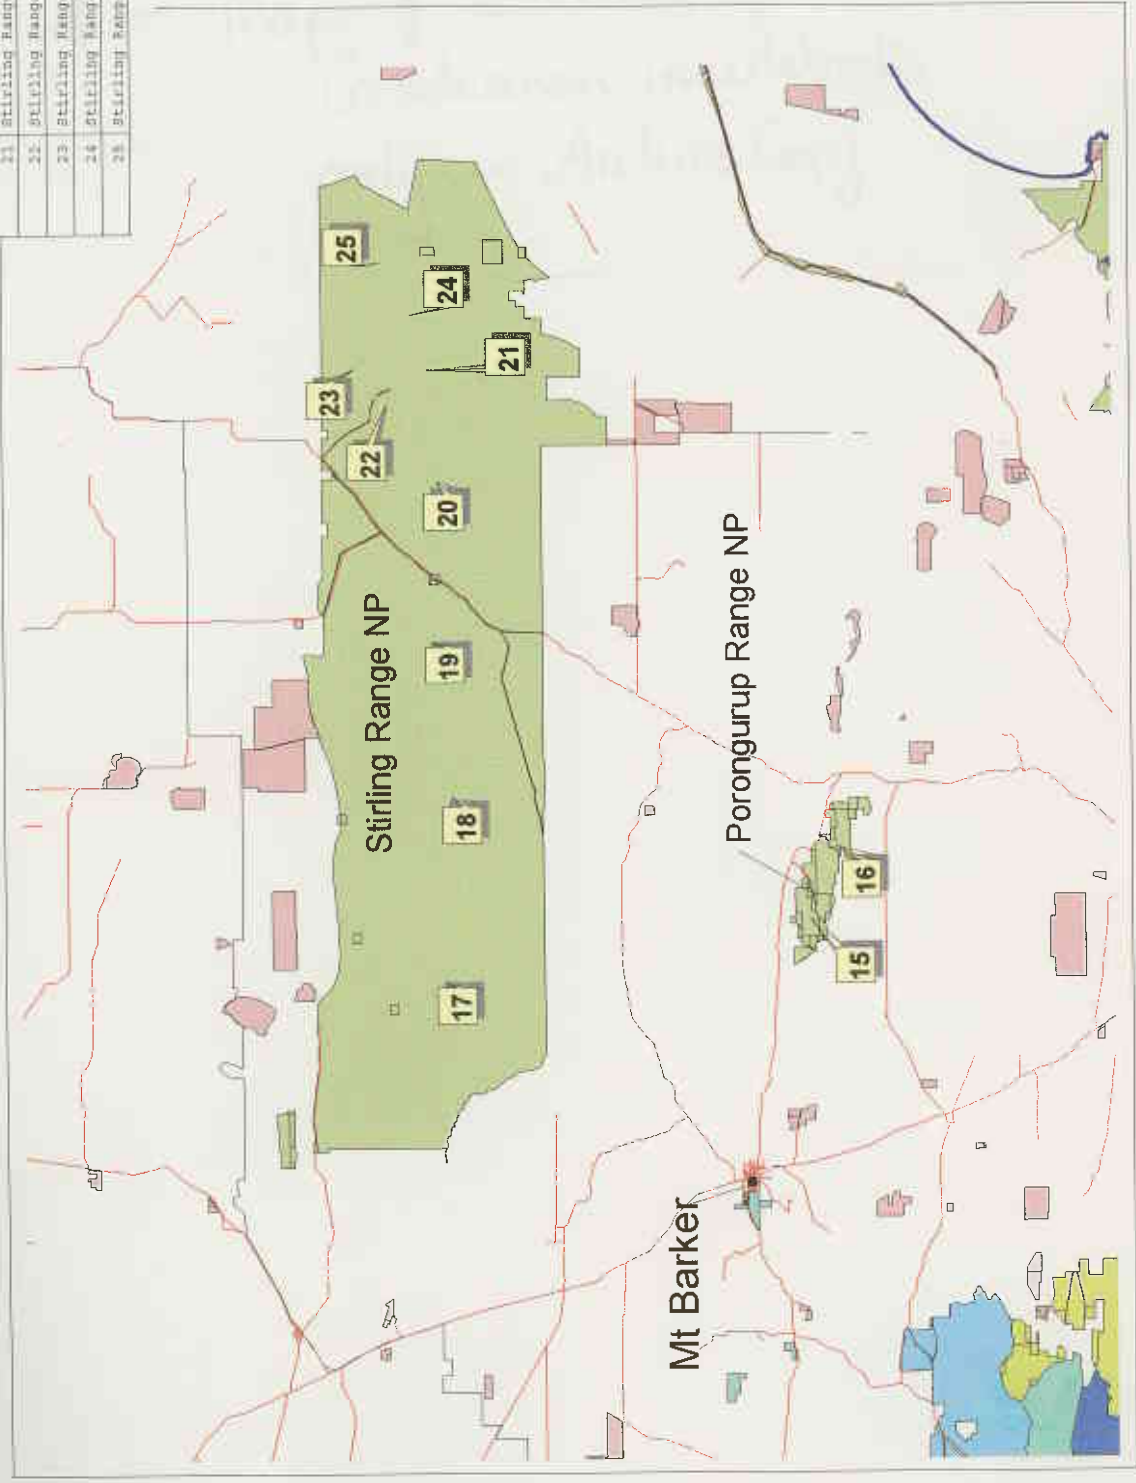 21 Stirling Rang
22 Stirling Rang
23 Stirling Rang
24 Stirling Rang
25 Stirling Rang
25
24
23
21
22
20
Stirling Range NP
19
18
17
Porongurup Range NP
16
15
Mt Barker